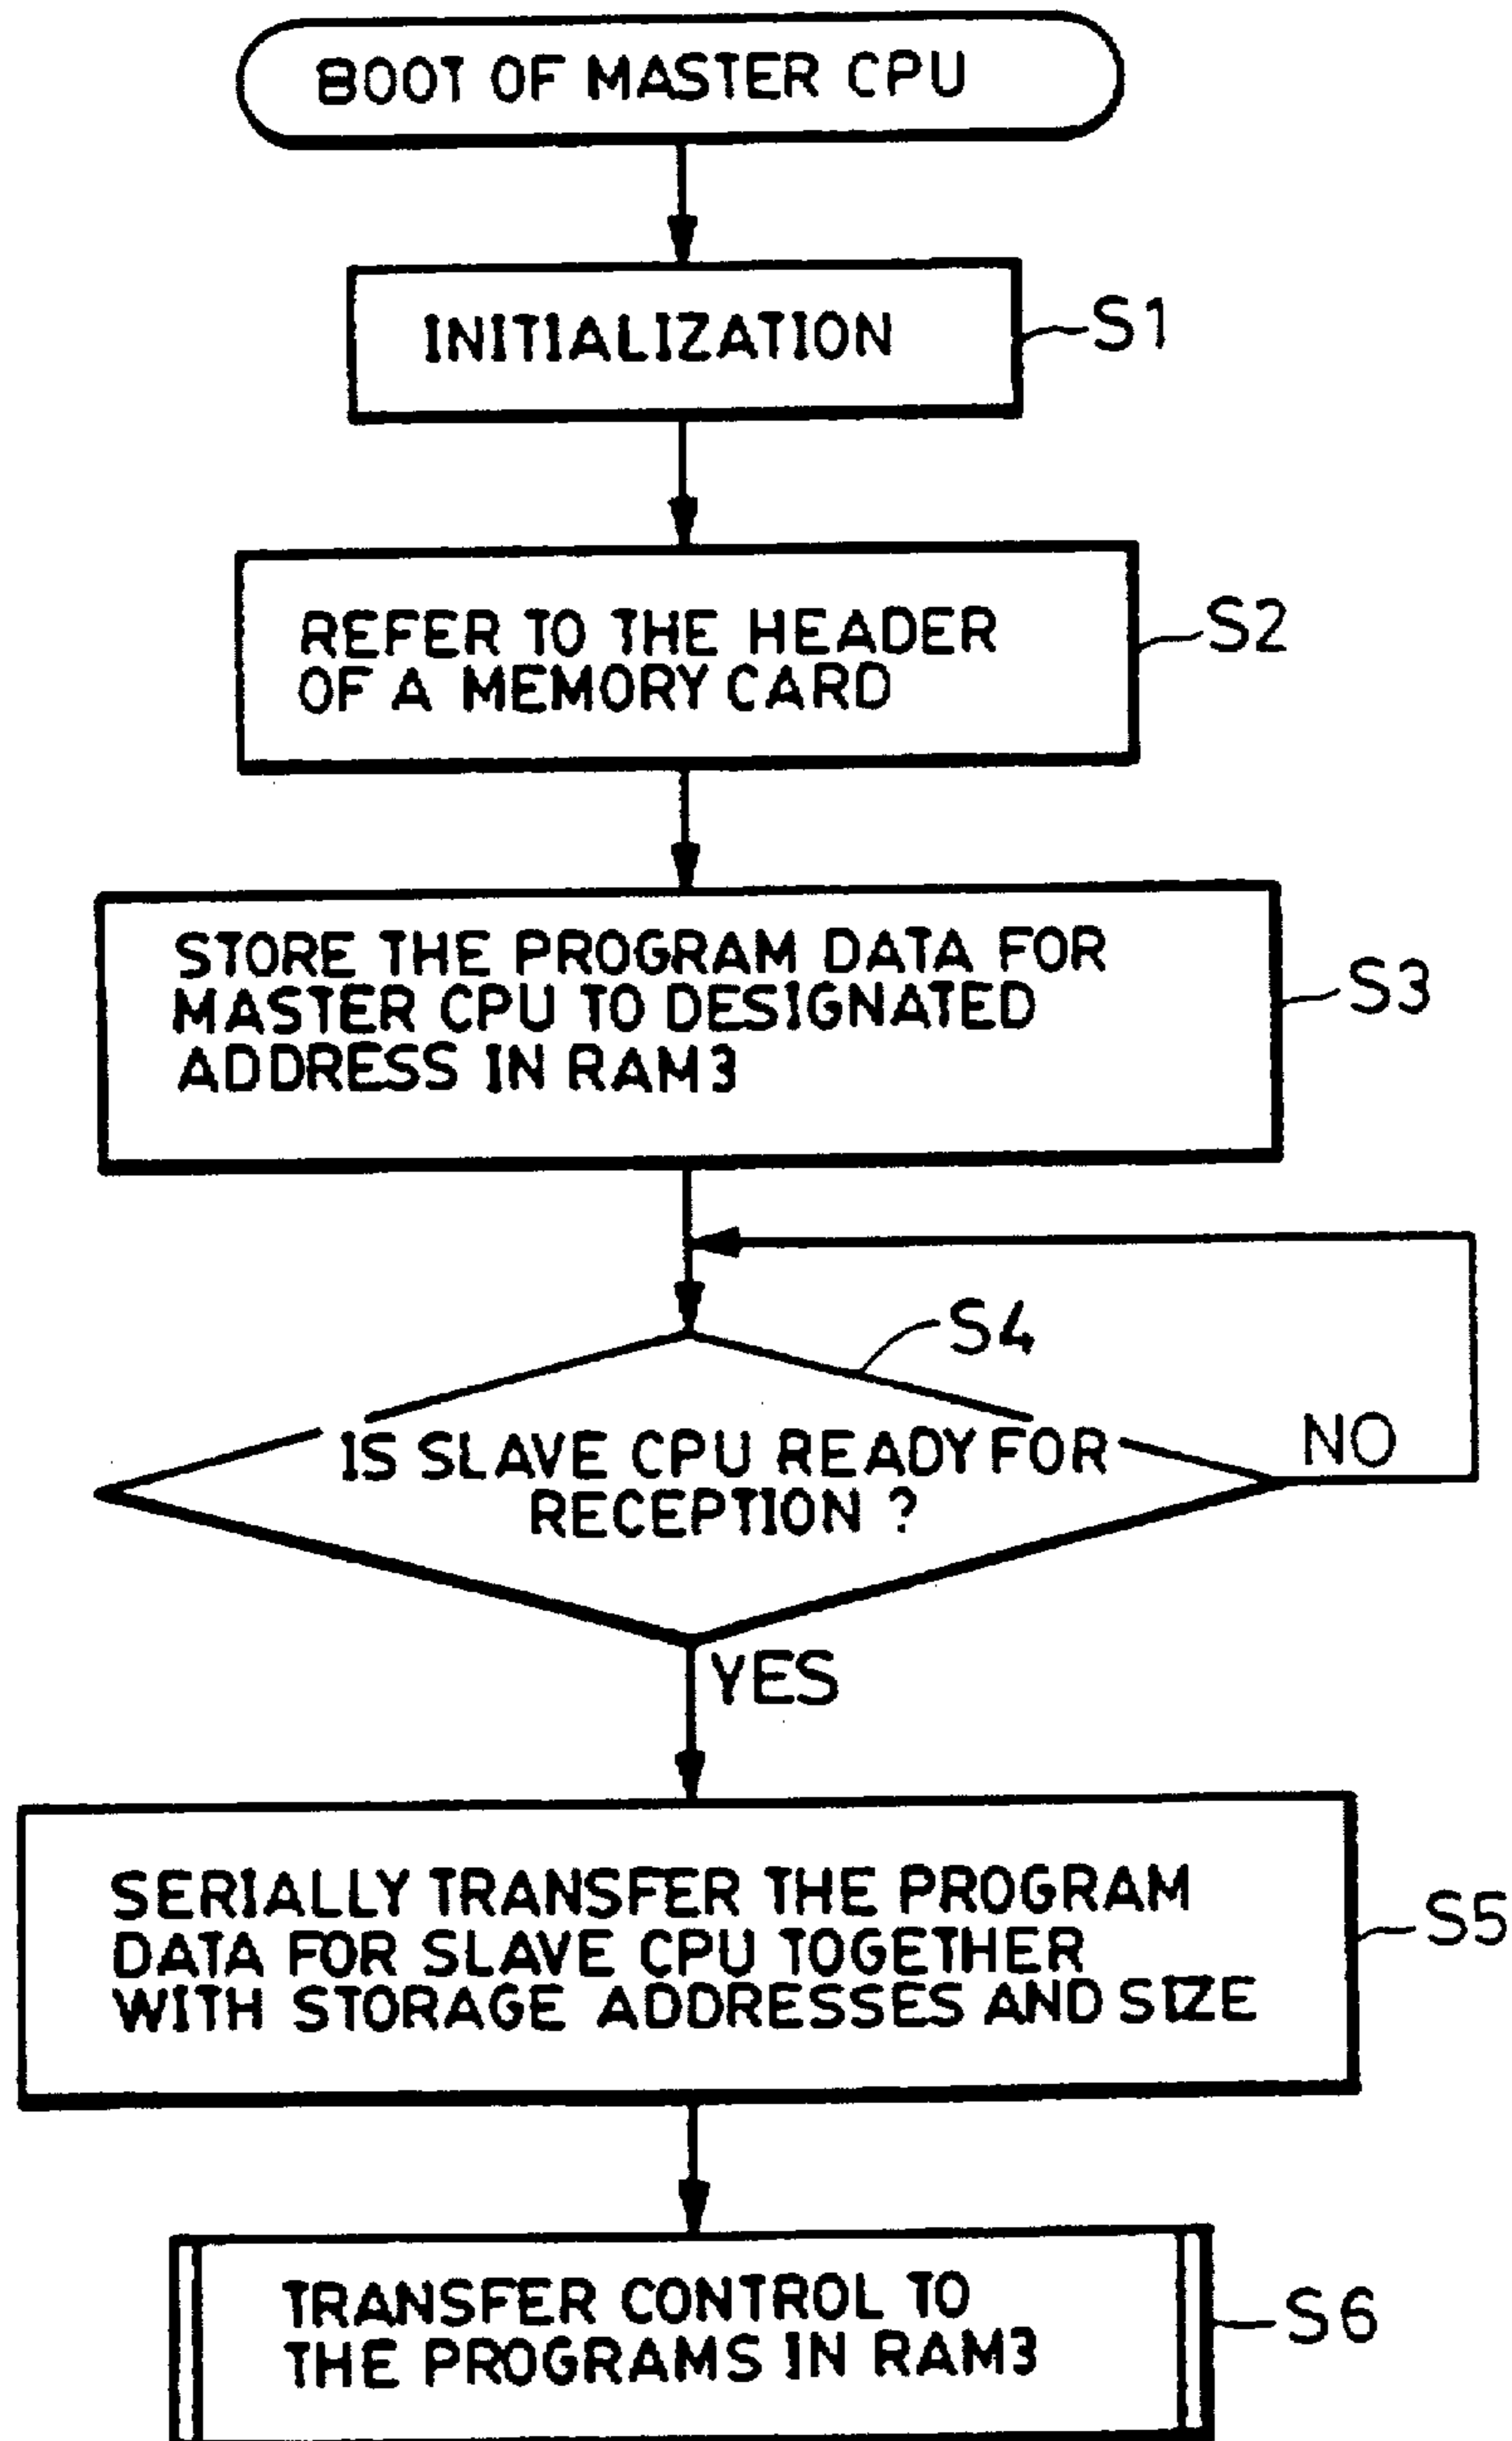 BOOT OF MASTER CPU
INITIALIZATION
S1
REFER TO THE HEADER
OF A MEMORY CARD
S2
STORE THE PROGRAM DATA FOR
MASTER CPU TO DESIGNATED
ADDRESS IN RAM3
S3
S4
IS SLAVE CPU READY FOR
RECEPTION ?
NO
YES
SERIALLY TRANSFER THE PROGRAM
DATA FOR SLAVE CPU TOGETHER
WITH STORAGE ADDRESSES AND SIZE
S5
TRANSFER CONTROL TO
THE PROGRAMS IN RAM3
S6